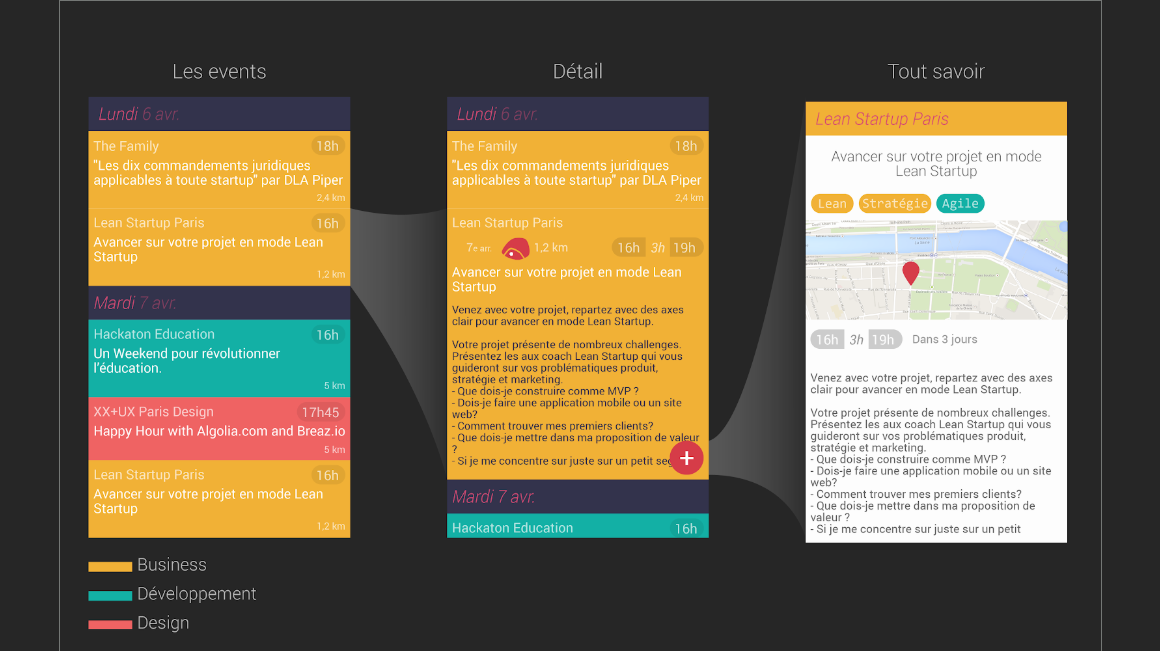 Les events
Lundi 6 avr.
The Family
18h
"Les dix commandements juridiques
applicables à toute startup" par DLA Piper
2,4 km
Lean Startup Paris
16h
Avancer sur votre projet en mode Lean
Startup
1,2 km
Mardi 7 avr.
Hackaton Education
16h
Un Weekend pour révolutionner
l'éducation.
5 km
XX+UX Paris Design
17h45
Happy Hour with Algolia.com and Breaz.io
5 km
Lean Startup Paris
16h
Avancer sur votre projet en mode Lean
Startup
1,2 km
Business
Développement
Design
Détail
Lundi 6 avr.
The Family
18h
"Les dix commandements juridiques
applicables à toute startup" par DLA Piper
2,4 km
Lean Startup Paris
7e arr.
1,2 km
16h 3h 19h
Avancer sur votre projet en mode Lean
Startup
Venez avec votre projet, repartez avec des axes
clair pour avancer en mode Lean Startup.
Votre projet présente de nombreux challenges.
Présentez les aux coach Lean Startup qui vous
guideront sur vos problématiques produit,
stratégie et marketing.
- Que dois-je construire comme MVP ?
- Dois-je faire une application mobile ou un site
web?
- Comment trouver mes premiers clients?
- Que dois-je mettre dans ma proposition de valeur
?
- Si je me concentre sur juste sur un petit seg
+
Mardi 7 avr.
Hackaton Education
16h
Tout savoir
Lean Startup Paris
Avancer sur votre projet en mode
Lean Startup
Lean Stratégie Agile
16h 3h 19h Dans 3 jours
Venez avec votre projet, repartez avec des axes
clair pour avancer en mode Lean Startup.
Votre projet présente de nombreux challenges.
Présentez les aux coach Lean Startup qui vous
guideront sur vos problématiques produit,
stratégie et marketing.
- Que dois-je construire comme MVP ?
- Dois-je faire une application mobile ou un site
web?
- Comment trouver mes premiers clients?
- Que dois-je mettre dans ma proposition de
valeur ?
- Si je me concentre sur juste sur un petit